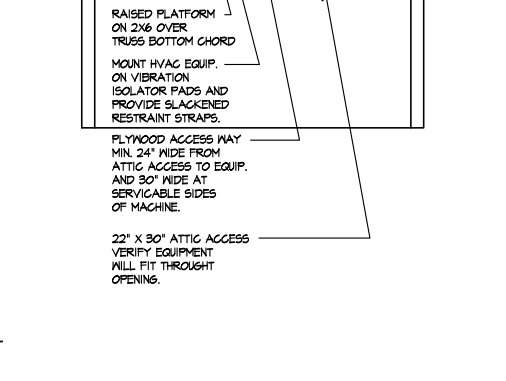 RAISED PLATFORM
ON 2X6 OVER
TRUSS BOTTOM CHORD
MOUNT HVAC EQUIP.
ON VIBRATION
ISOLATOR PADS AND
PROVIDE SLACKENED
RESTRAINT STRAPS.
PLYWOOD ACCESS WAY
MIN. 24" WIDE FROM
ATTIC ACCESS TO EQUIP.
AND 30" WIDE AT
SERVICABLE SIDES
OF MACHINE.
22" X 30" ATTIC ACCESS
VERIFY EQUIPMENT
WILL FIT THROUGHT
OPENING.